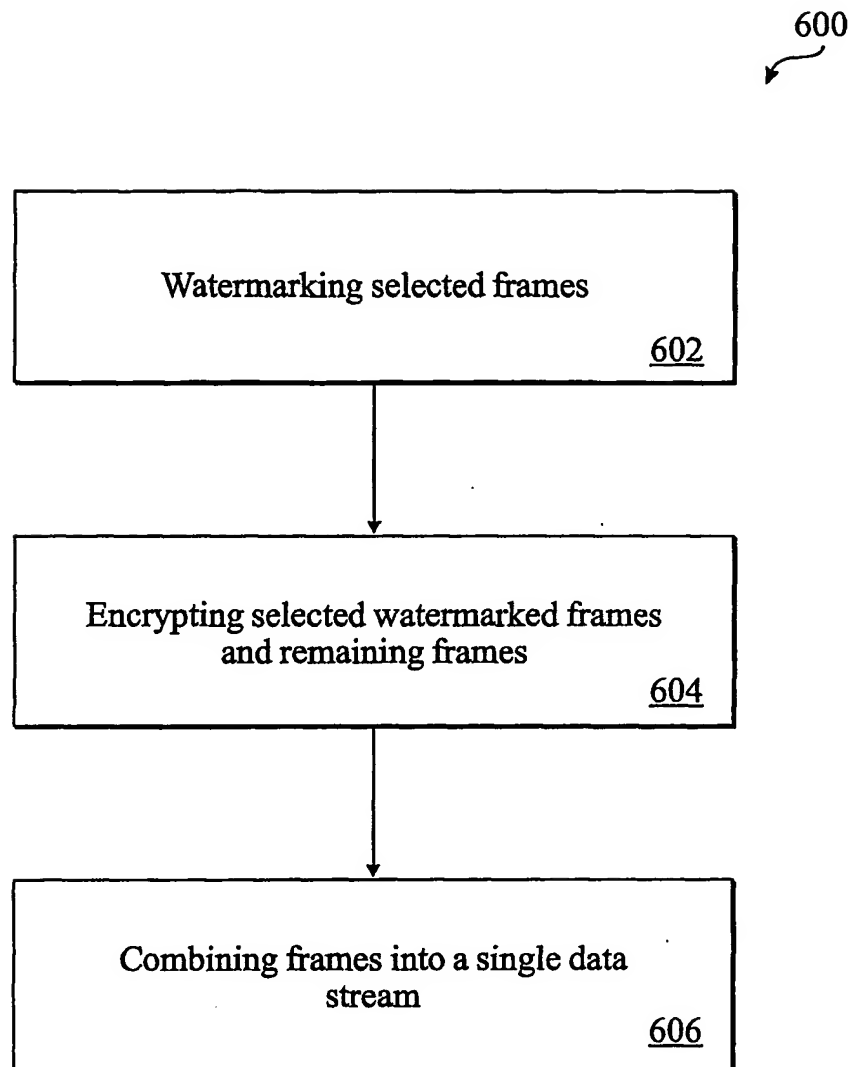 600
Watermarking selected frames
602
Encrypting selected watermarked frames
and remaining frames
604
Combining frames into a single data
stream
606